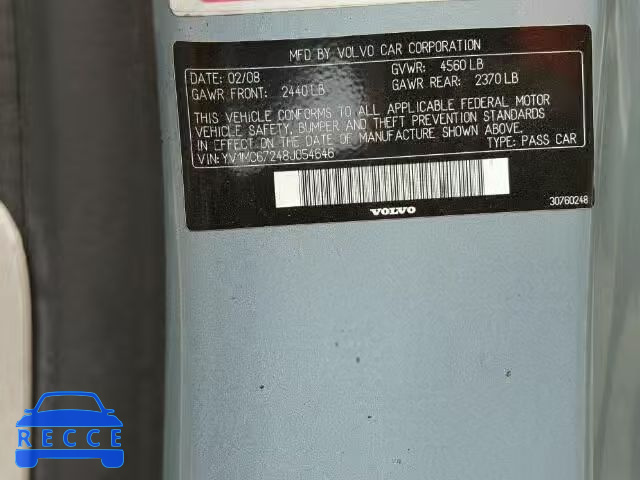 MFD BY VOLVO CAR CORPORATION
DATE: 02/08 GVWR: 4560 LB
GAWR FRONT: 2440 LB GAWR REAR: 2370 LB
THIS VEHICLE CONFORMS TO ALL APPLICABLE FEDERAL MOTOR
VEHICLE SAFETY, BUMPER AND THEFT PREVENTION STANDARDS
IN EFFECT ON THE DATE OF MANUFACTURE SHOWN ABOVE.
VIN: YV1MC67248J054646 TYPE: PASS CAR
VOLVO 30760248
RECCE